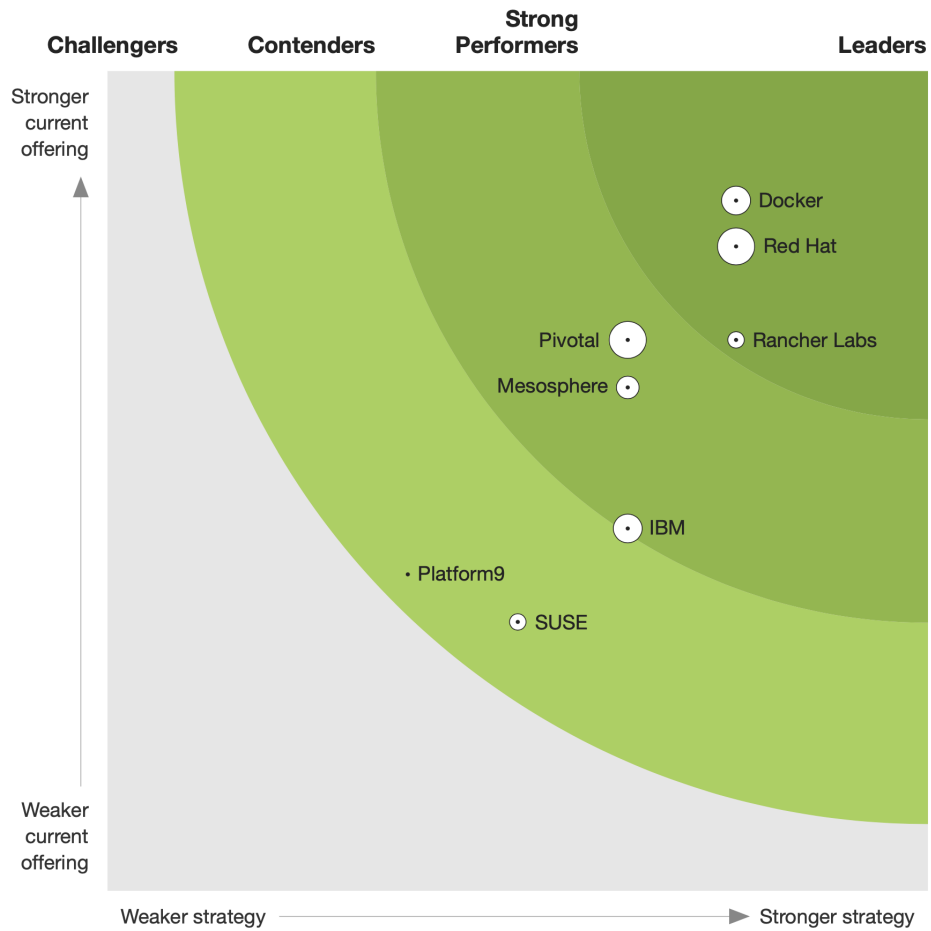 Challengers
Contenders
Strong
Performers
Leaders
Stronger
current
offering
Docker
Red Hat
Pivotal
Rancher Labs
Mesosphere
IBM
Platform9
SUSE
Weaker
current
offering
Weaker strategy
Stronger strategy